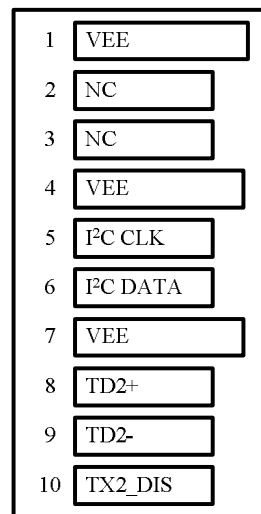 1 VEE
2 NC
3 NC
4 VEE
5 I²C CLK
6 I²C DATA
7 VEE
8 TD2+
9 TD2-
10 TX2_DIS